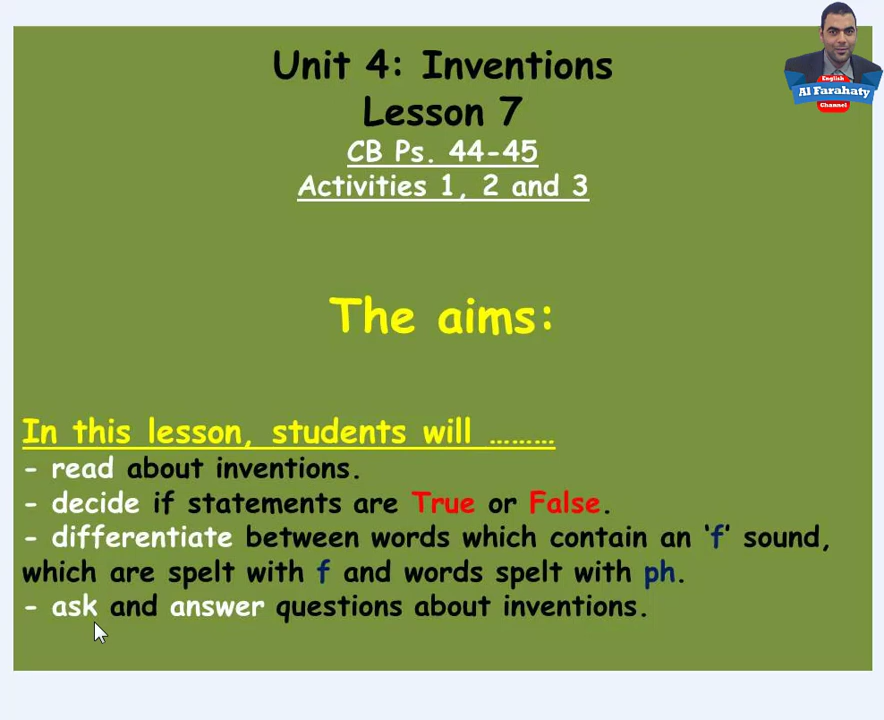 Unit 4: Inventions
Lesson 7
CB Ps. 44-45
Activities 1, 2 and 3
English
Al Farahaty
Channel
The aims:
In this lesson, students will ………
- read about inventions.
- decide if statements are True or False.
- differentiate between words which contain an ‘f’ sound,
which are spelt with f and words spelt with ph.
- ask and answer questions about inventions.